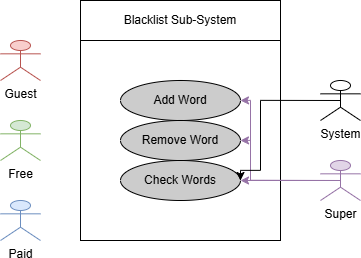 Blacklist Sub-System
Guest
Add Word
System
Remove Word
Free
Check Words
Super
Paid